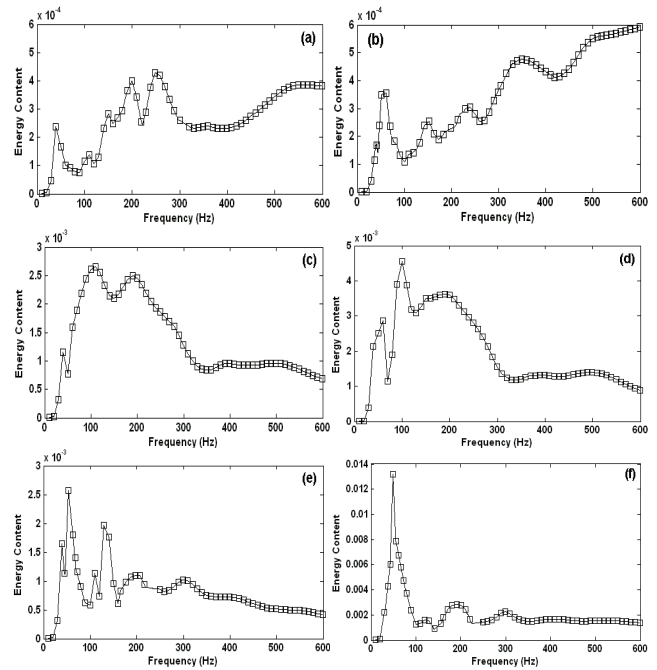 x 10⁻⁴
x 10⁻⁴
6
5
4
3
2
1
0
0 100 200 300 400 500 600
Energy Content
Frequency (Hz)
(a)
6
5
4
3
2
1
0
0 100 200 300 400 500 600
Energy Content
Frequency (Hz)
(b)
x 10⁻³
3
2.5
2
1.5
1
0.5
0
0 100 200 300 400 500 600
Energy Content
Frequency (Hz)
(c)
x 10⁻³
5
4
3
2
1
0
0 100 200 300 400 500 600
Energy Content
Frequency (Hz)
(d)
x 10⁻³
3
2.5
2
1.5
1
0.5
0
0 100 200 300 400 500 600
Energy Content
Frequency (Hz)
(e)
0.014
0.012
0.01
0.008
0.006
0.004
0.002
0
0 100 200 300 400 500 600
Energy Content
Frequency (Hz)
(f)